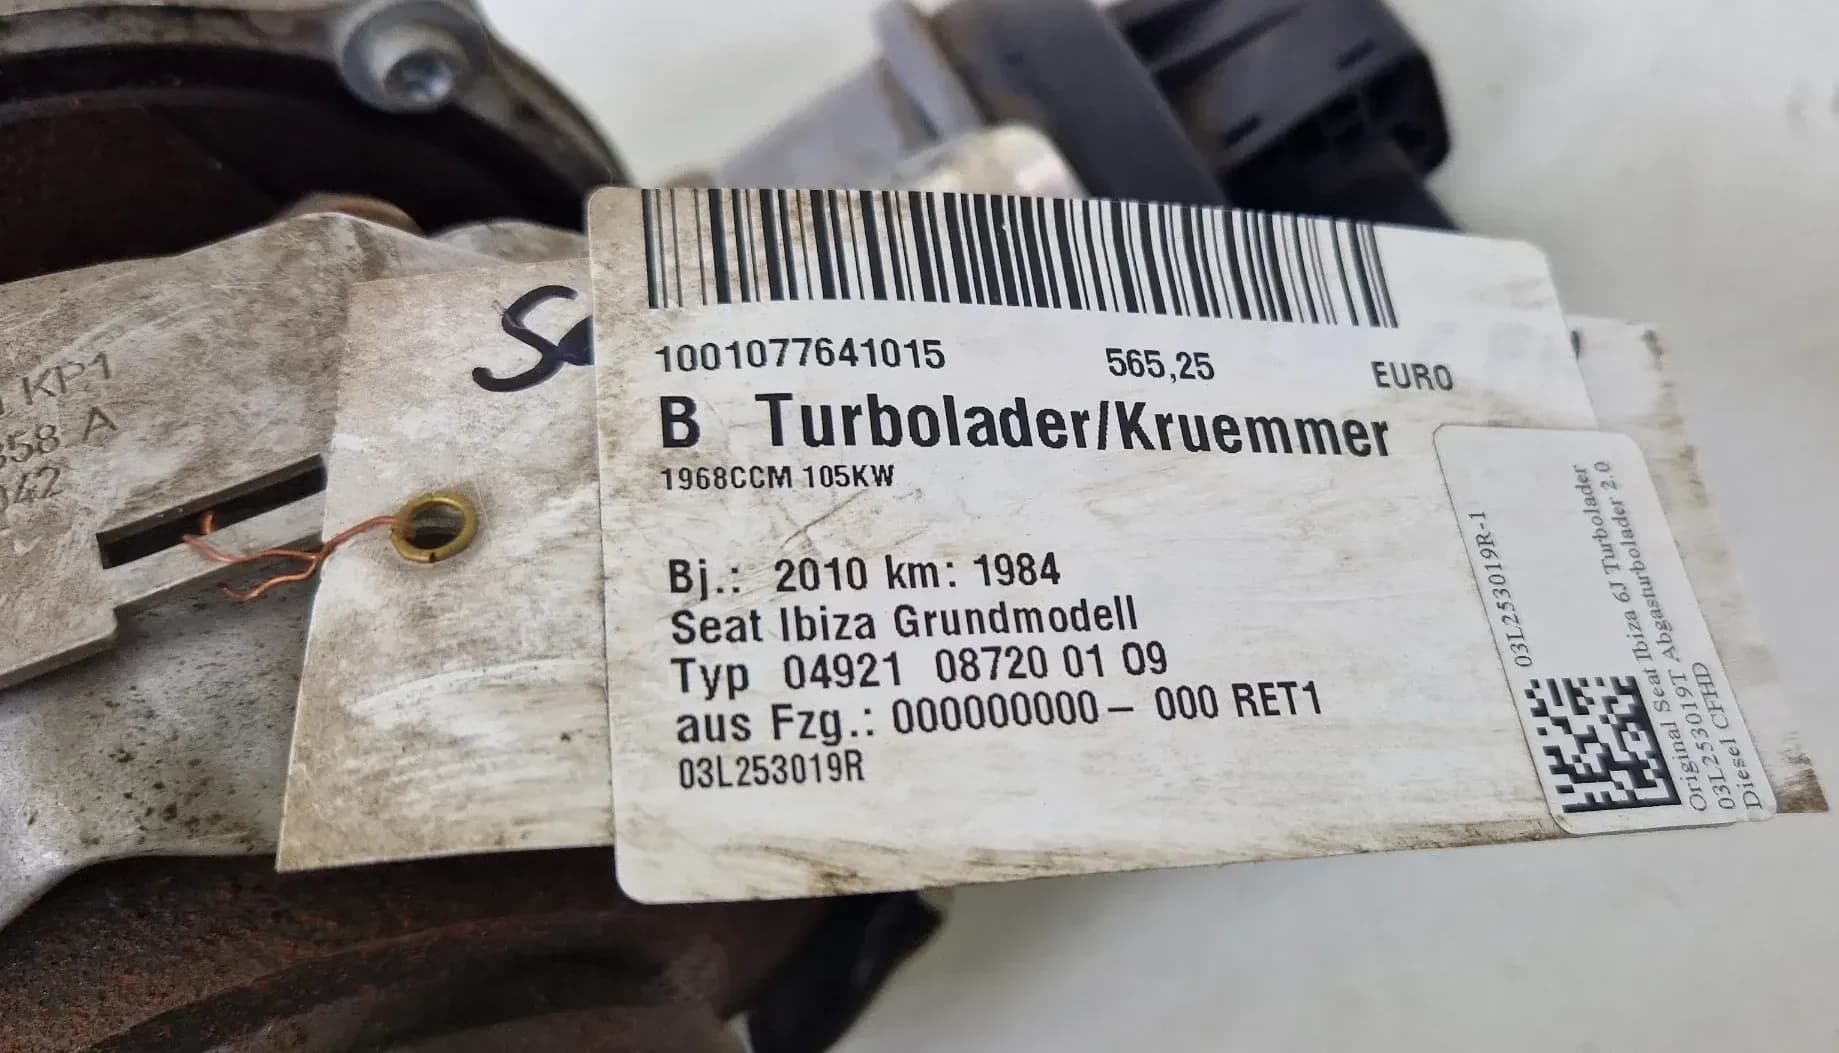 KP1
358 A
042
1001077641015 565,25 EURO
B Turbolader/Kruemmer
1968CCM 105KW
Bj.: 2010 km: 1984
Seat Ibiza Grundmodell
Typ 04921 08720 01 09
aus Fzg.: 000000000- 000 RET1
03L253019R
03L253019R-1
Original Seat Ibiza 6J Turbolader
03L253019T Abgasturbolader 2.0
Diesel CFHD